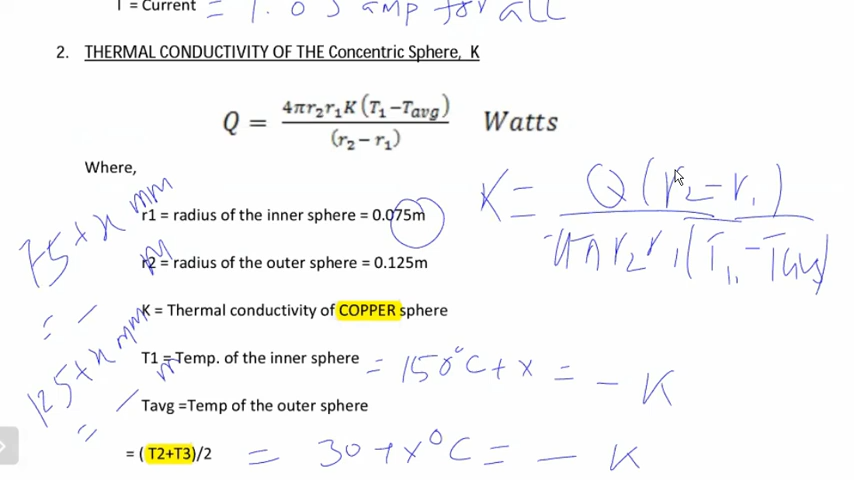 I = Current = 1.03 amp for all
2. THERMAL CONDUCTIVITY OF THE Concentric Sphere, K
Q = 4πr₂r₁K(T₁−Tavg) / (r₂−r₁) Watts
Where,
K = Q(r₂−r₁) / 4πr₂r₁(T₁−Tavg)
r1 = radius of the inner sphere = 0.075m
75+x mm
= – m
r2 = radius of the outer sphere = 0.125m
K = Thermal conductivity of COPPER sphere
125+x mm
= – m
T1 =Temp. of the inner sphere = 150°C+x = – K
Tavg =Temp of the outer sphere
= (T2+T3)/2 = 30+x°C = – K